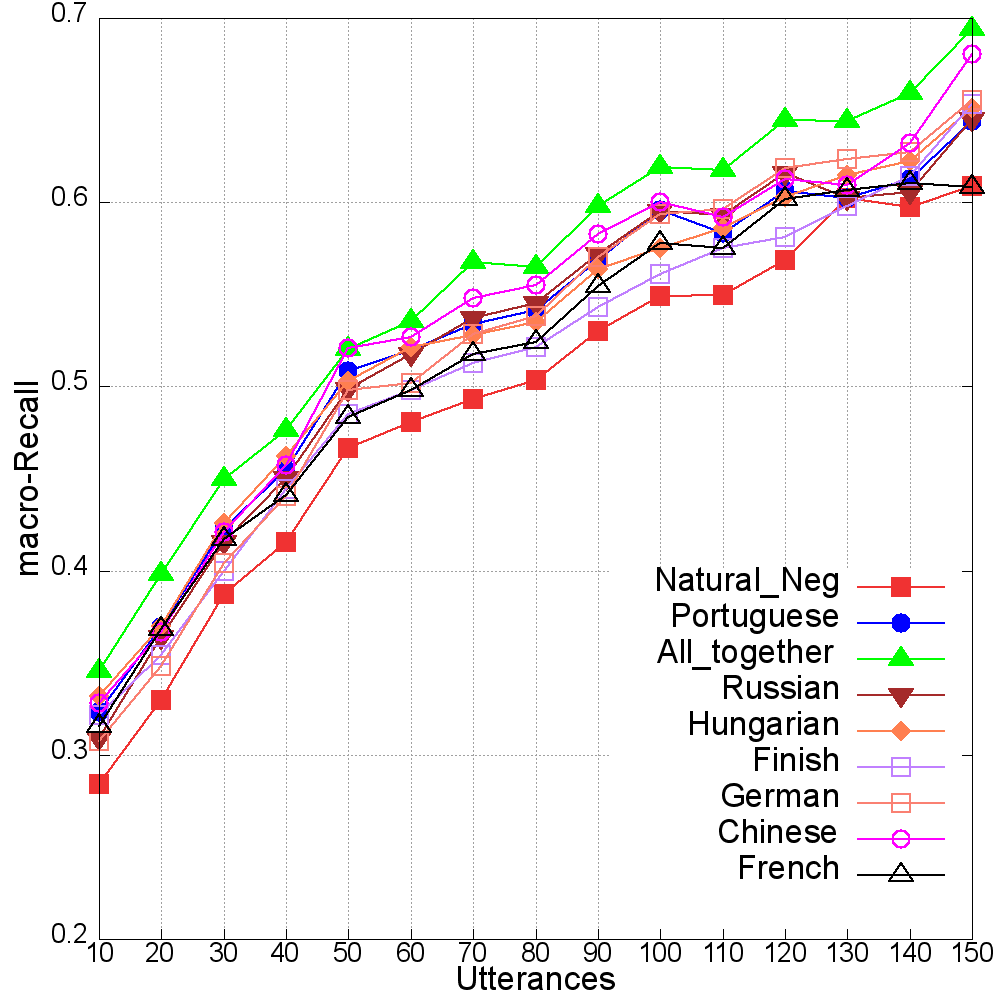 0.7
0.6
0.5
0.4
0.3
0.2
macro-Recall
Natural_Neg
Portuguese
All_together
Russian
Hungarian
Finish
German
Chinese
French
10 20 30 40 50 60 70 80 90 100 110 120 130 140 150
Utterances